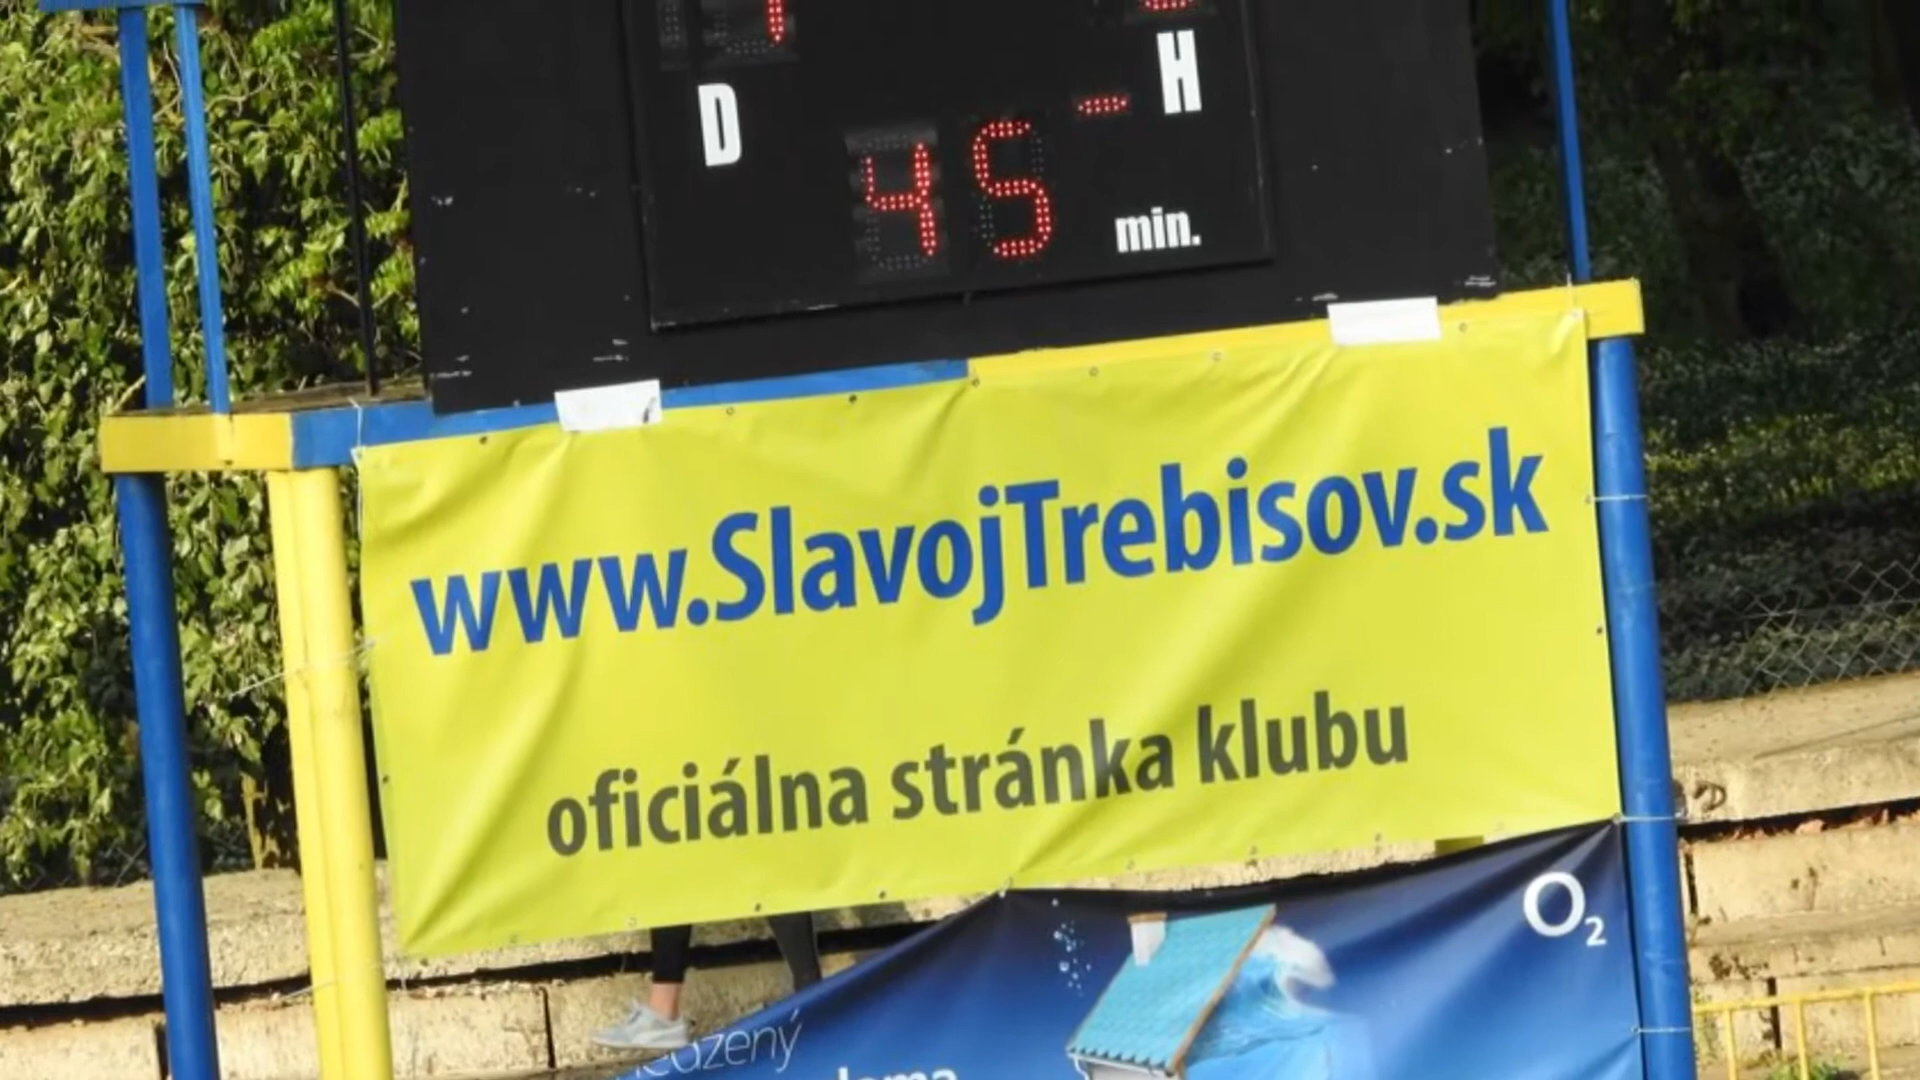 D
H
45
min.
www.SlavojTrebisov.sk
oficiálna stránka klubu
O2